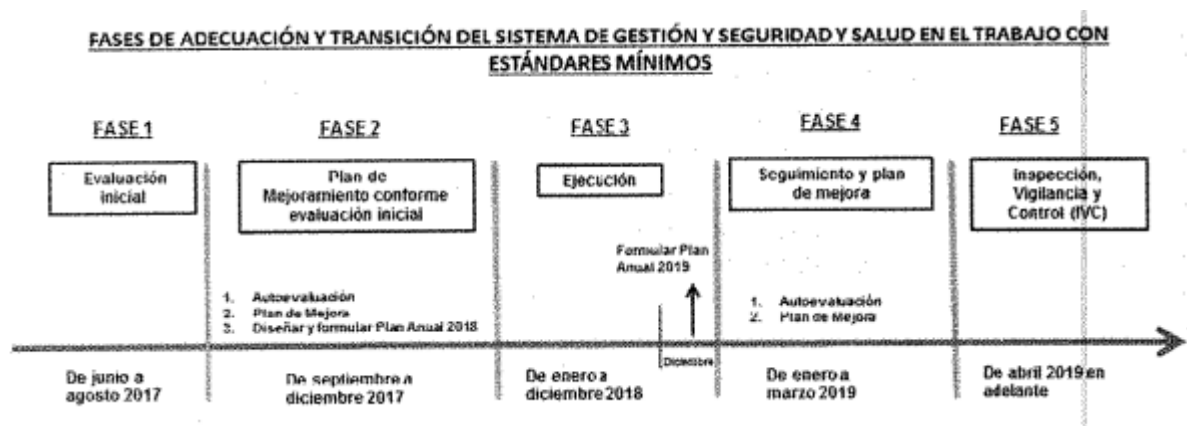 FASES DE ADECUACIÓN Y TRANSICIÓN DEL SISTEMA DE GESTIÓN Y SEGURIDAD Y SALUD EN EL TRABAJO CON
ESTÁNDARES MÍNIMOS
FASE 1
Evaluación
inicial
FASE 2
Plan de
Mejoramiento conforme
evaluación inicial
FASE 3
Ejecución
FASE 4
Seguimiento y plan
de mejora
FASE 5
Inspección,
Vigilancia y
Control (IVC)
1. Autoevaluación
2. Plan de Mejora
3. Diseñar y formular Plan Anual 2018
Formular Plan
Anual 2019
Diciembre
1. Autoevaluación
2. Plan de Mejora
De junio a
agosto 2017
De septiembre a
diciembre 2017
De enero a
diciembre 2018
De enero a
marzo 2019
De abril 2019 en
adelante